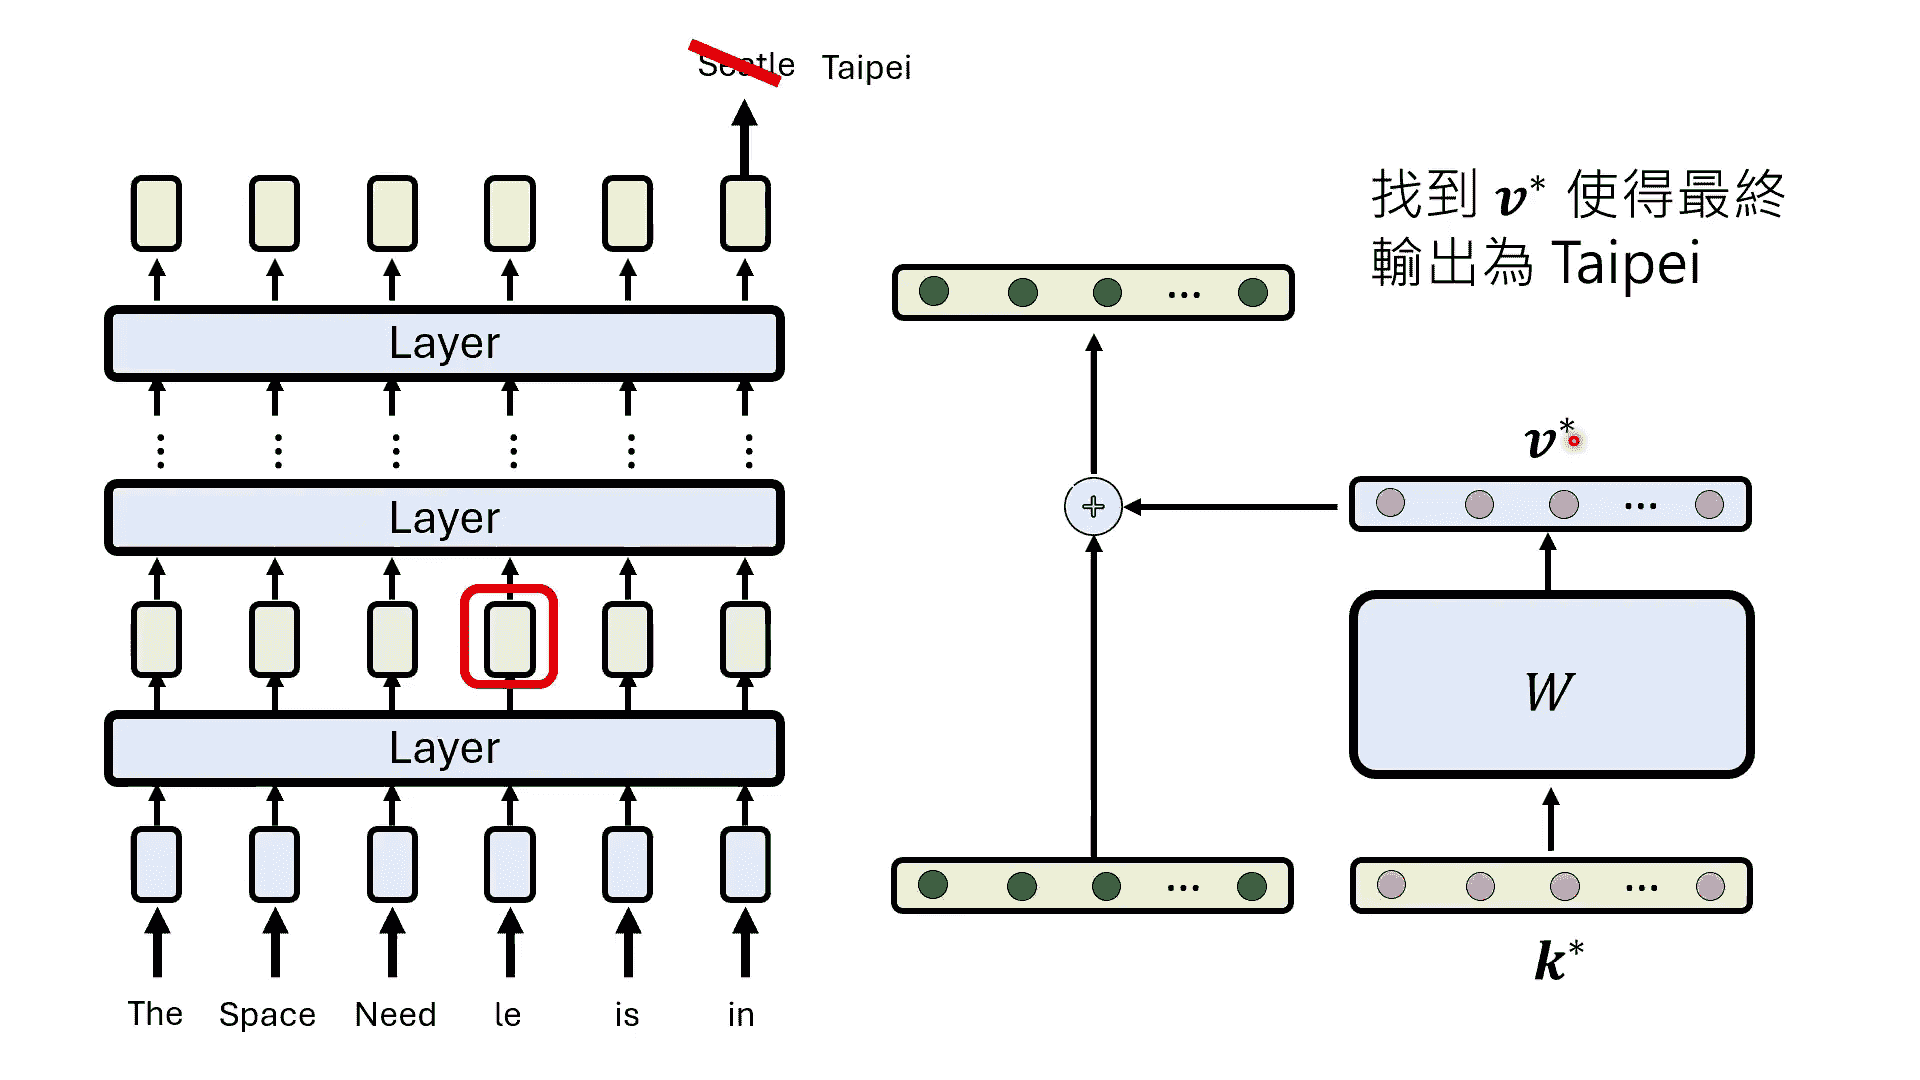 Seatle Taipei
找到 v* 使得最終
輸出為 Taipei
Layer
v*
Layer
W
Layer
k*
The Space Need le is in